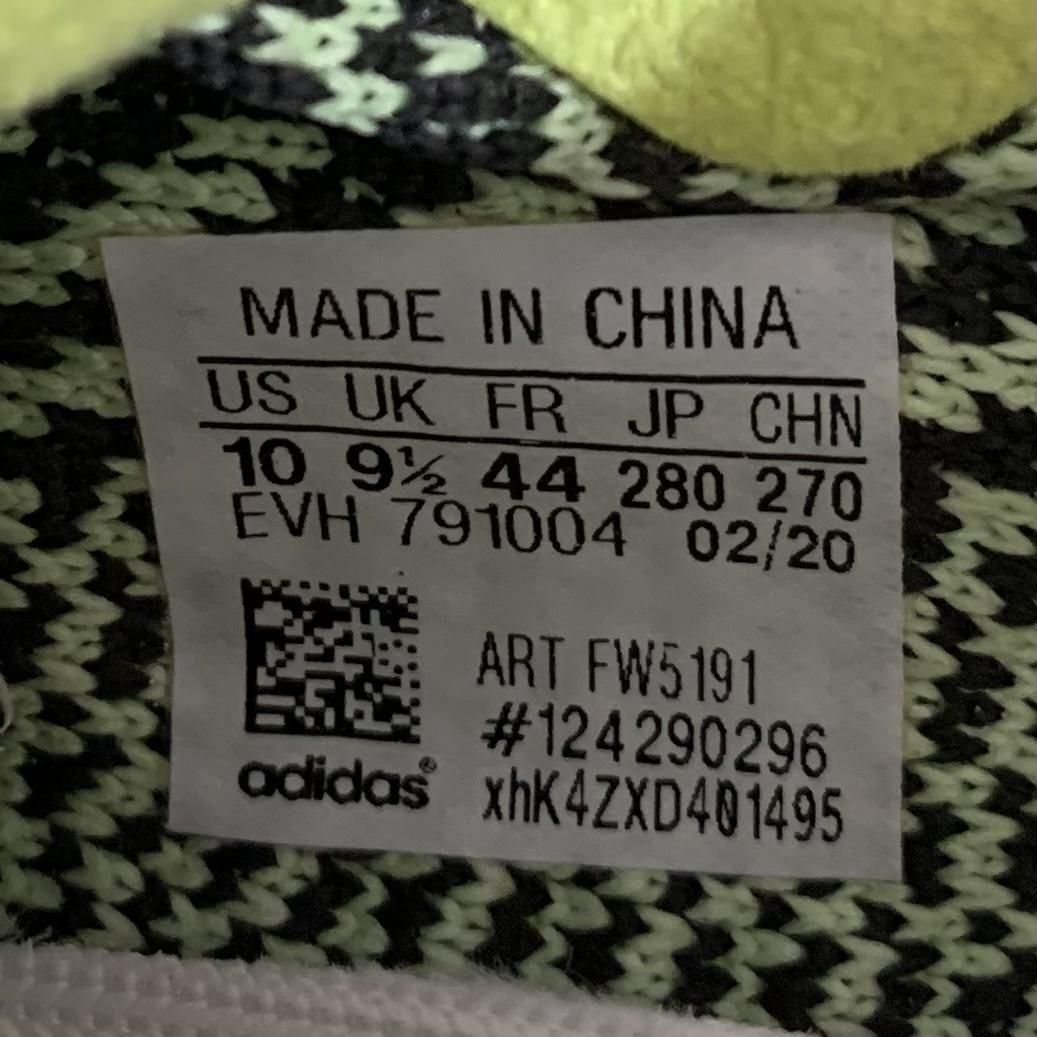 MADE IN CHINA
US UK FR JP CHN
10 9½ 44 280 270
EVH 791004 02/20
ART FW5191
#124290296
xhK4ZXD401495
adidas®